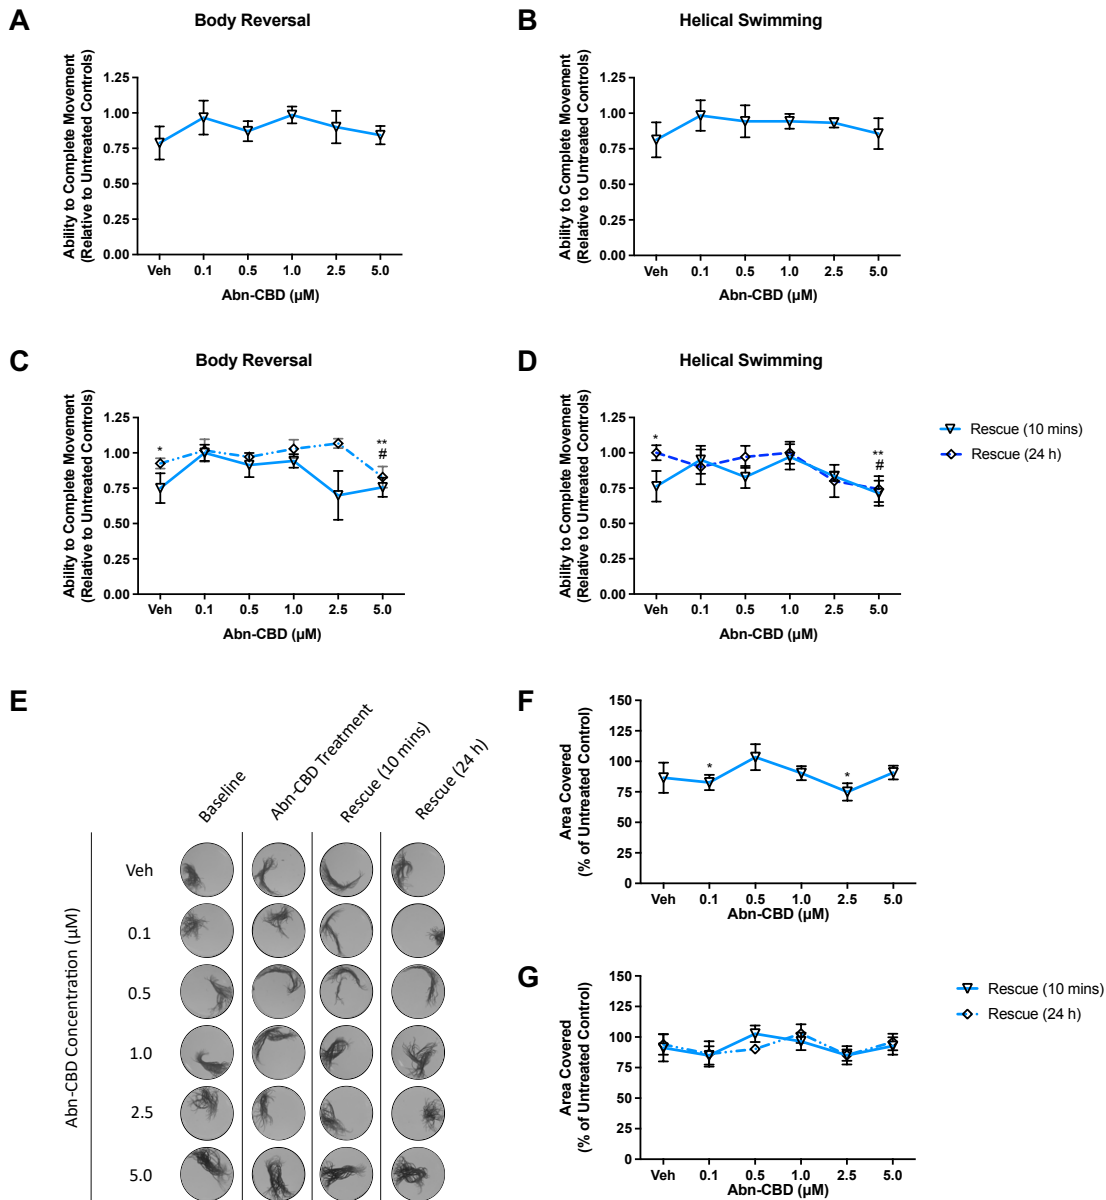 A
Body Reversal
Ability to Complete Movement
(Relative to Untreated Controls)
1.25
1.00
0.75
0.50
0.25
0.00
Veh 0.1 0.5 1.0 2.5 5.0
Abn-CBD (µM)
B
Helical Swimming
Ability to Complete Movement
(Relative to Untreated Controls)
1.25
1.00
0.75
0.50
0.25
0.00
Veh 0.1 0.5 1.0 2.5 5.0
Abn-CBD (µM)
C
Body Reversal
Ability to Complete Movement
(Relative to Untreated Controls)
1.25
1.00
0.75
0.50
0.25
0.00
*
**
#
Veh 0.1 0.5 1.0 2.5 5.0
Abn-CBD (µM)
D
Helical Swimming
Ability to Complete Movement
(Relative to Untreated Controls)
1.25
1.00
0.75
0.50
0.25
0.00
*
**
#
Veh 0.1 0.5 1.0 2.5 5.0
Abn-CBD (µM)
Rescue (10 mins)
Rescue (24 h)
E
Baseline
Abn-CBD Treatment
Rescue (10 mins)
Rescue (24 h)
Abn-CBD Concentration (µM)
Veh
0.1
0.5
1.0
2.5
5.0
F
Area Covered
(% of Untreated Control)
150
125
100
75
50
25
0
*
*
Veh 0.1 0.5 1.0 2.5 5.0
Abn-CBD (µM)
G
Area Covered
(% of Untreated Control)
150
125
100
75
50
25
0
Veh 0.1 0.5 1.0 2.5 5.0
Abn-CBD (µM)
Rescue (10 mins)
Rescue (24 h)